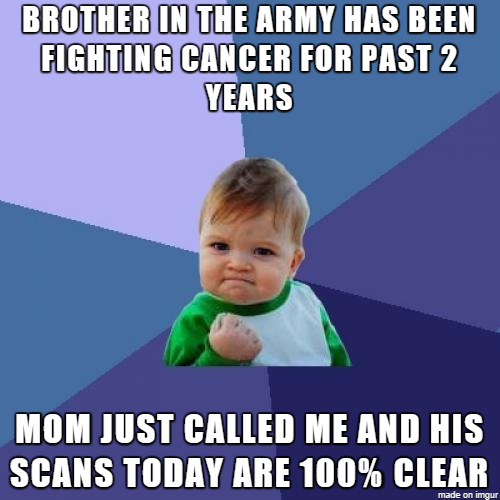 BROTHER IN THE ARMY HAS BEEN
FIGHTING CANCER FOR PAST 2
YEARS
MOM JUST CALLED ME AND HIS
SCANS TODAY ARE 100% CLEAR
made on imgur